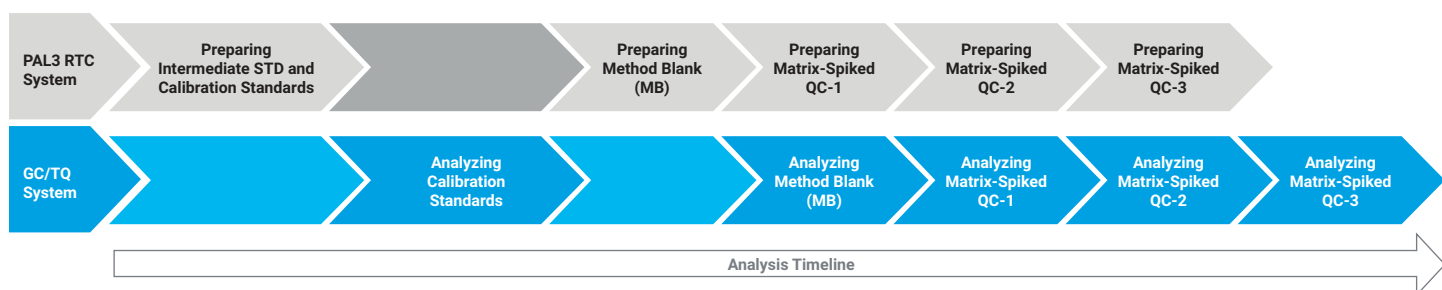 PAL3 RTC
System
Preparing
Intermediate STD and
Calibration Standards
Preparing
Method Blank
(MB)
Preparing
Matrix-Spiked
QC-1
Preparing
Matrix-Spiked
QC-2
Preparing
Matrix-Spiked
QC-3
GC/TQ
System
Analyzing
Calibration
Standards
Analyzing
Method Blank
(MB)
Analyzing
Matrix-Spiked
QC-1
Analyzing
Matrix-Spiked
QC-2
Analyzing
Matrix-Spiked
QC-3
Analysis Timeline